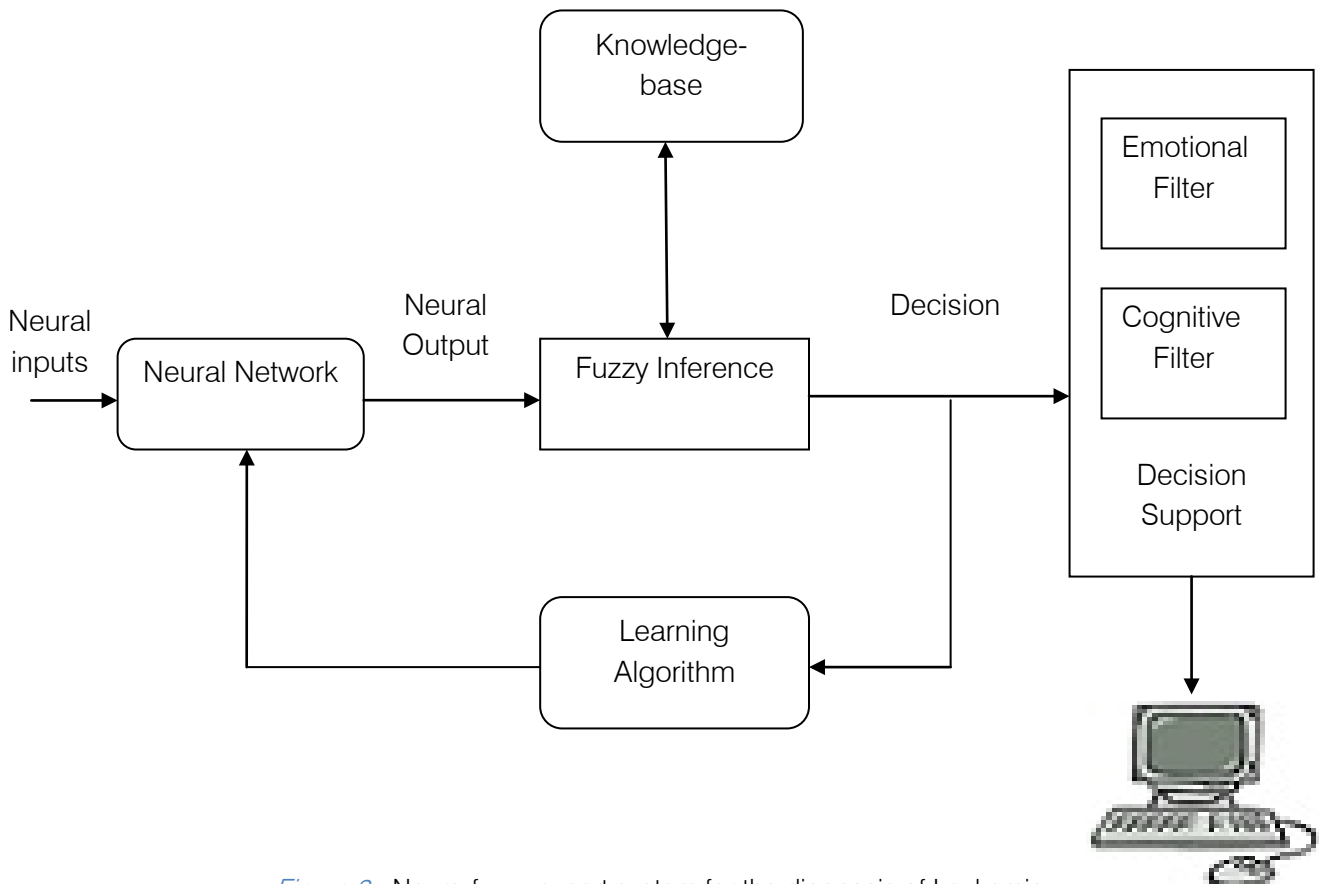 Knowledge-
base
Emotional
Filter
Neural
inputs
Neural
Output
Decision
Neural Network
Fuzzy Inference
Cognitive
Filter
Decision
Support
Learning
Algorithm